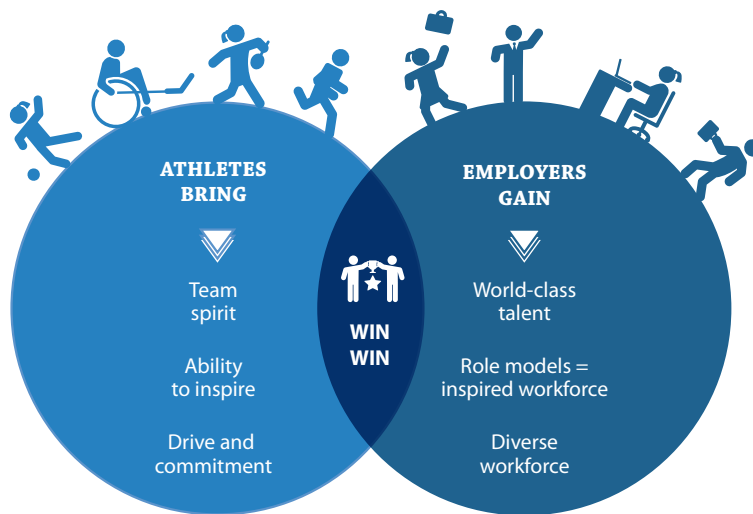 ATHLETES
BRING
Team
spirit
Ability
to inspire
Drive and
commitment
WIN
WIN
EMPLOYERS
GAIN
World-class
talent
Role models =
inspired workforce
Diverse
workforce